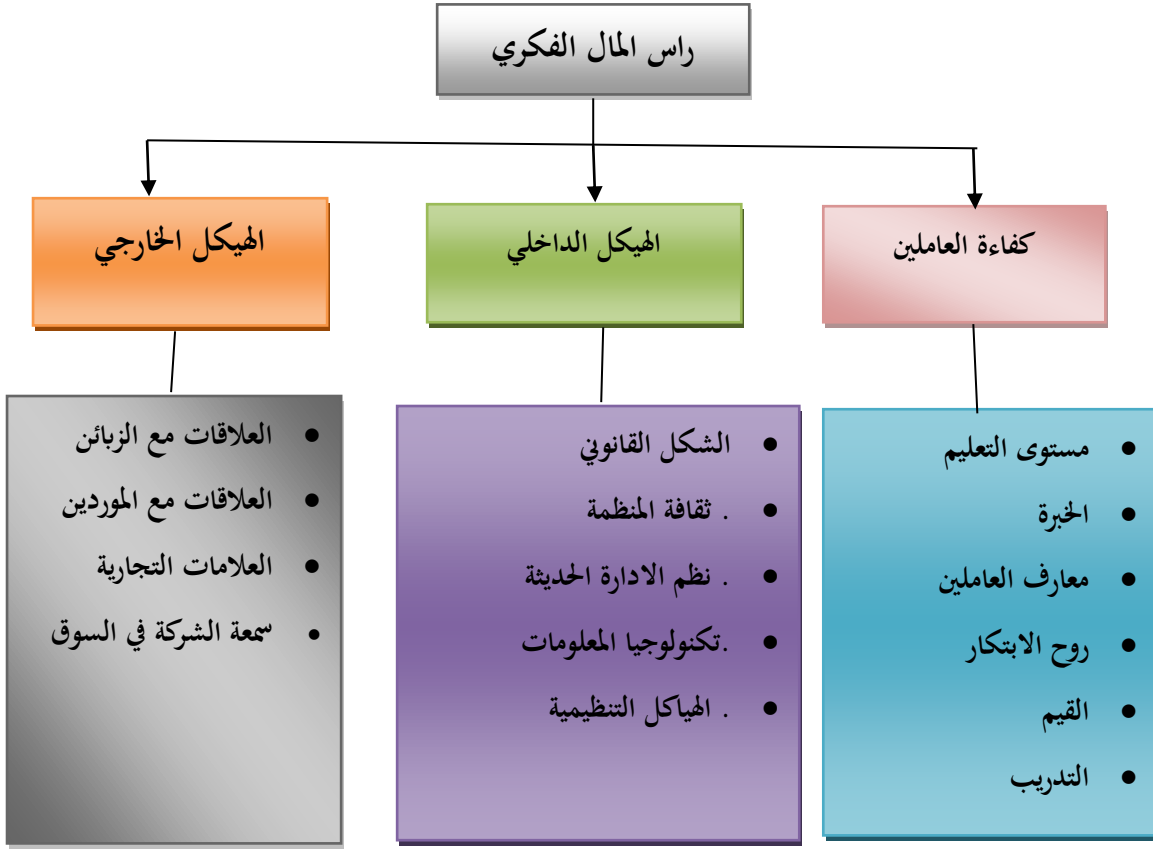 راس المال الفكري
كفاءة العاملين
الهيكل الداخلي
الهيكل الخارجي
● مستوى التعليم
● الخبرة
● معارف العاملين
● روح الابتكار
● القيم
● التدريب
● الشكل القانوني
● . ثقافة المنظمة
● . نظم الادارة الحديثة
● .تكنولوجيا المعلومات
● . الهياكل التنظيمية
● العلاقات مع الزبائن
● العلاقات مع الموردين
● العلامات التجارية
● سمعة الشركة في السوق